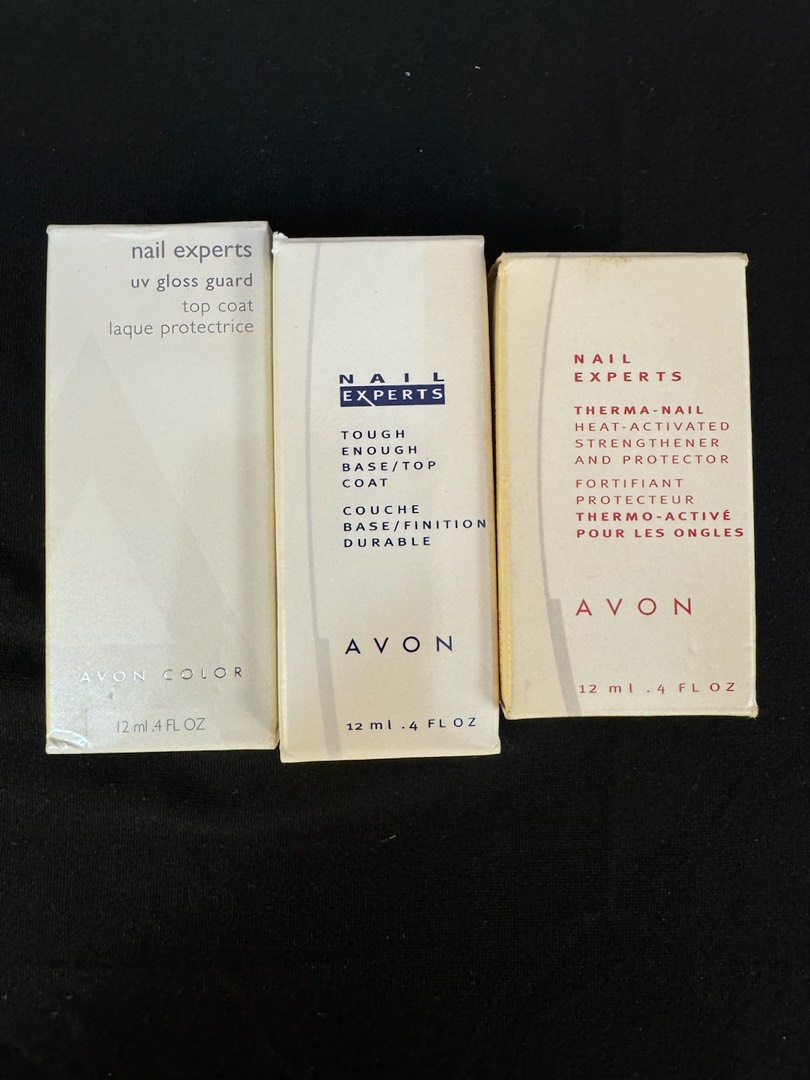 nail experts
uv gloss guard
top coat
laque protectrice
AVON COLOR
12 ml .4 FL OZ
NAIL
EXPERTS
TOUGH
ENOUGH
BASE/TOP
COAT
COUCHE
BASE/FINITION
DURABLE
AVON
12 ml .4 FL OZ
NAIL
EXPERTS
THERMA-NAIL
HEAT-ACTIVATED
STRENGTHENER
AND PROTECTOR
FORTIFIANT
PROTECTEUR
THERMO-ACTIVÉ
POUR LES ONGLES
AVON
12 ml .4 FL OZ